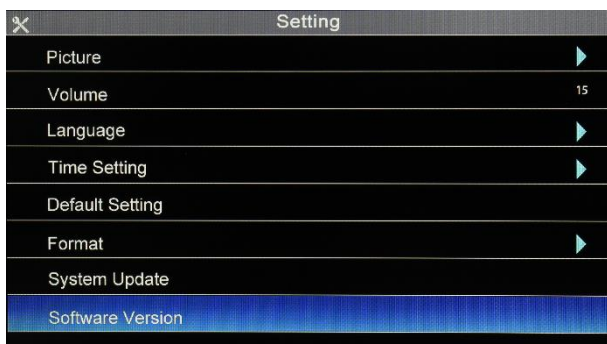 Setting
Picture
Volume 15
Language
Time Setting
Default Setting
Format
System Update
Software Version